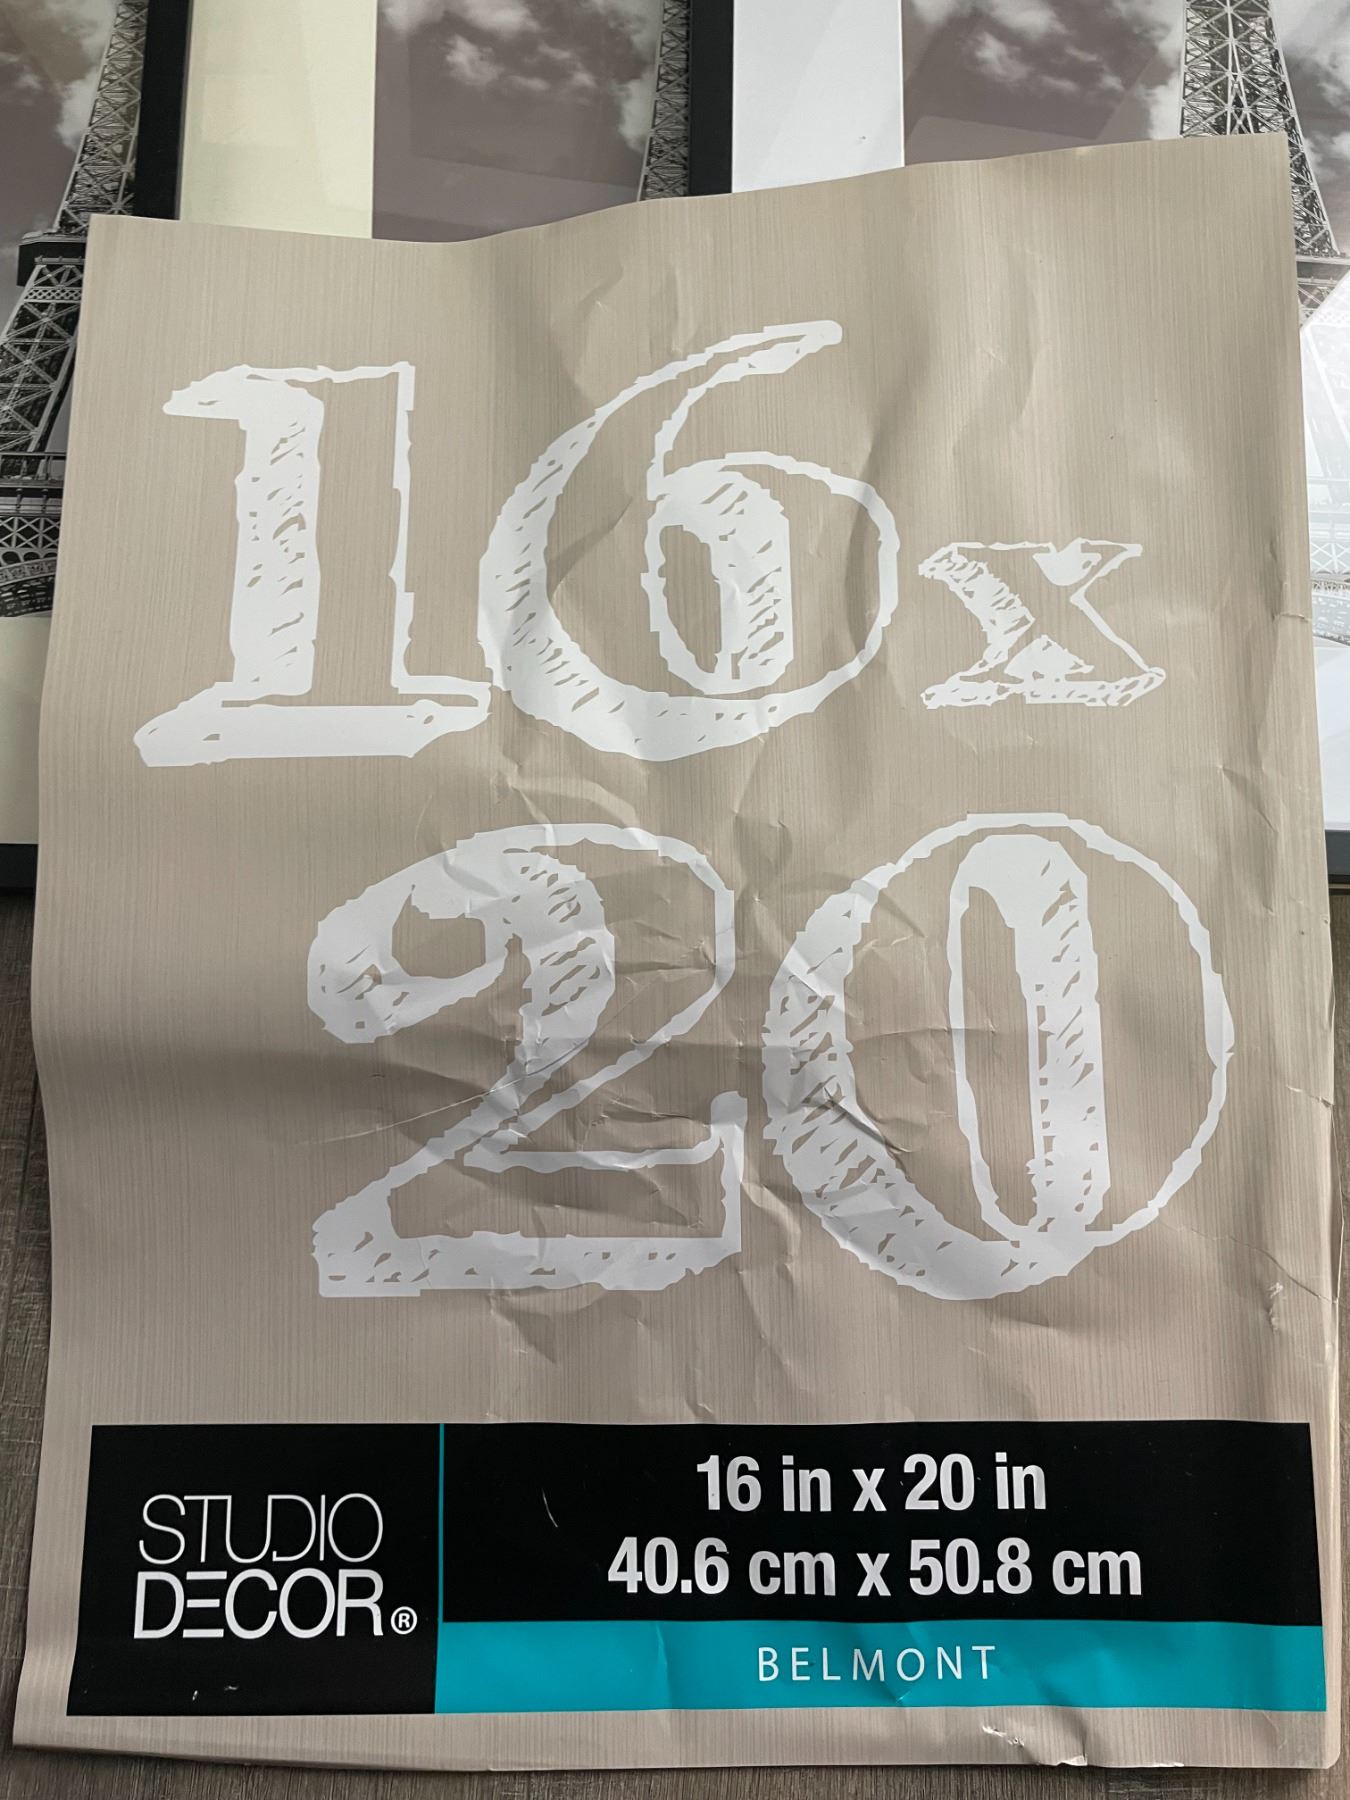 16x
20
STUDIO
DECOR®
16 in x 20 in
40.6 cm x 50.8 cm
BELMONT